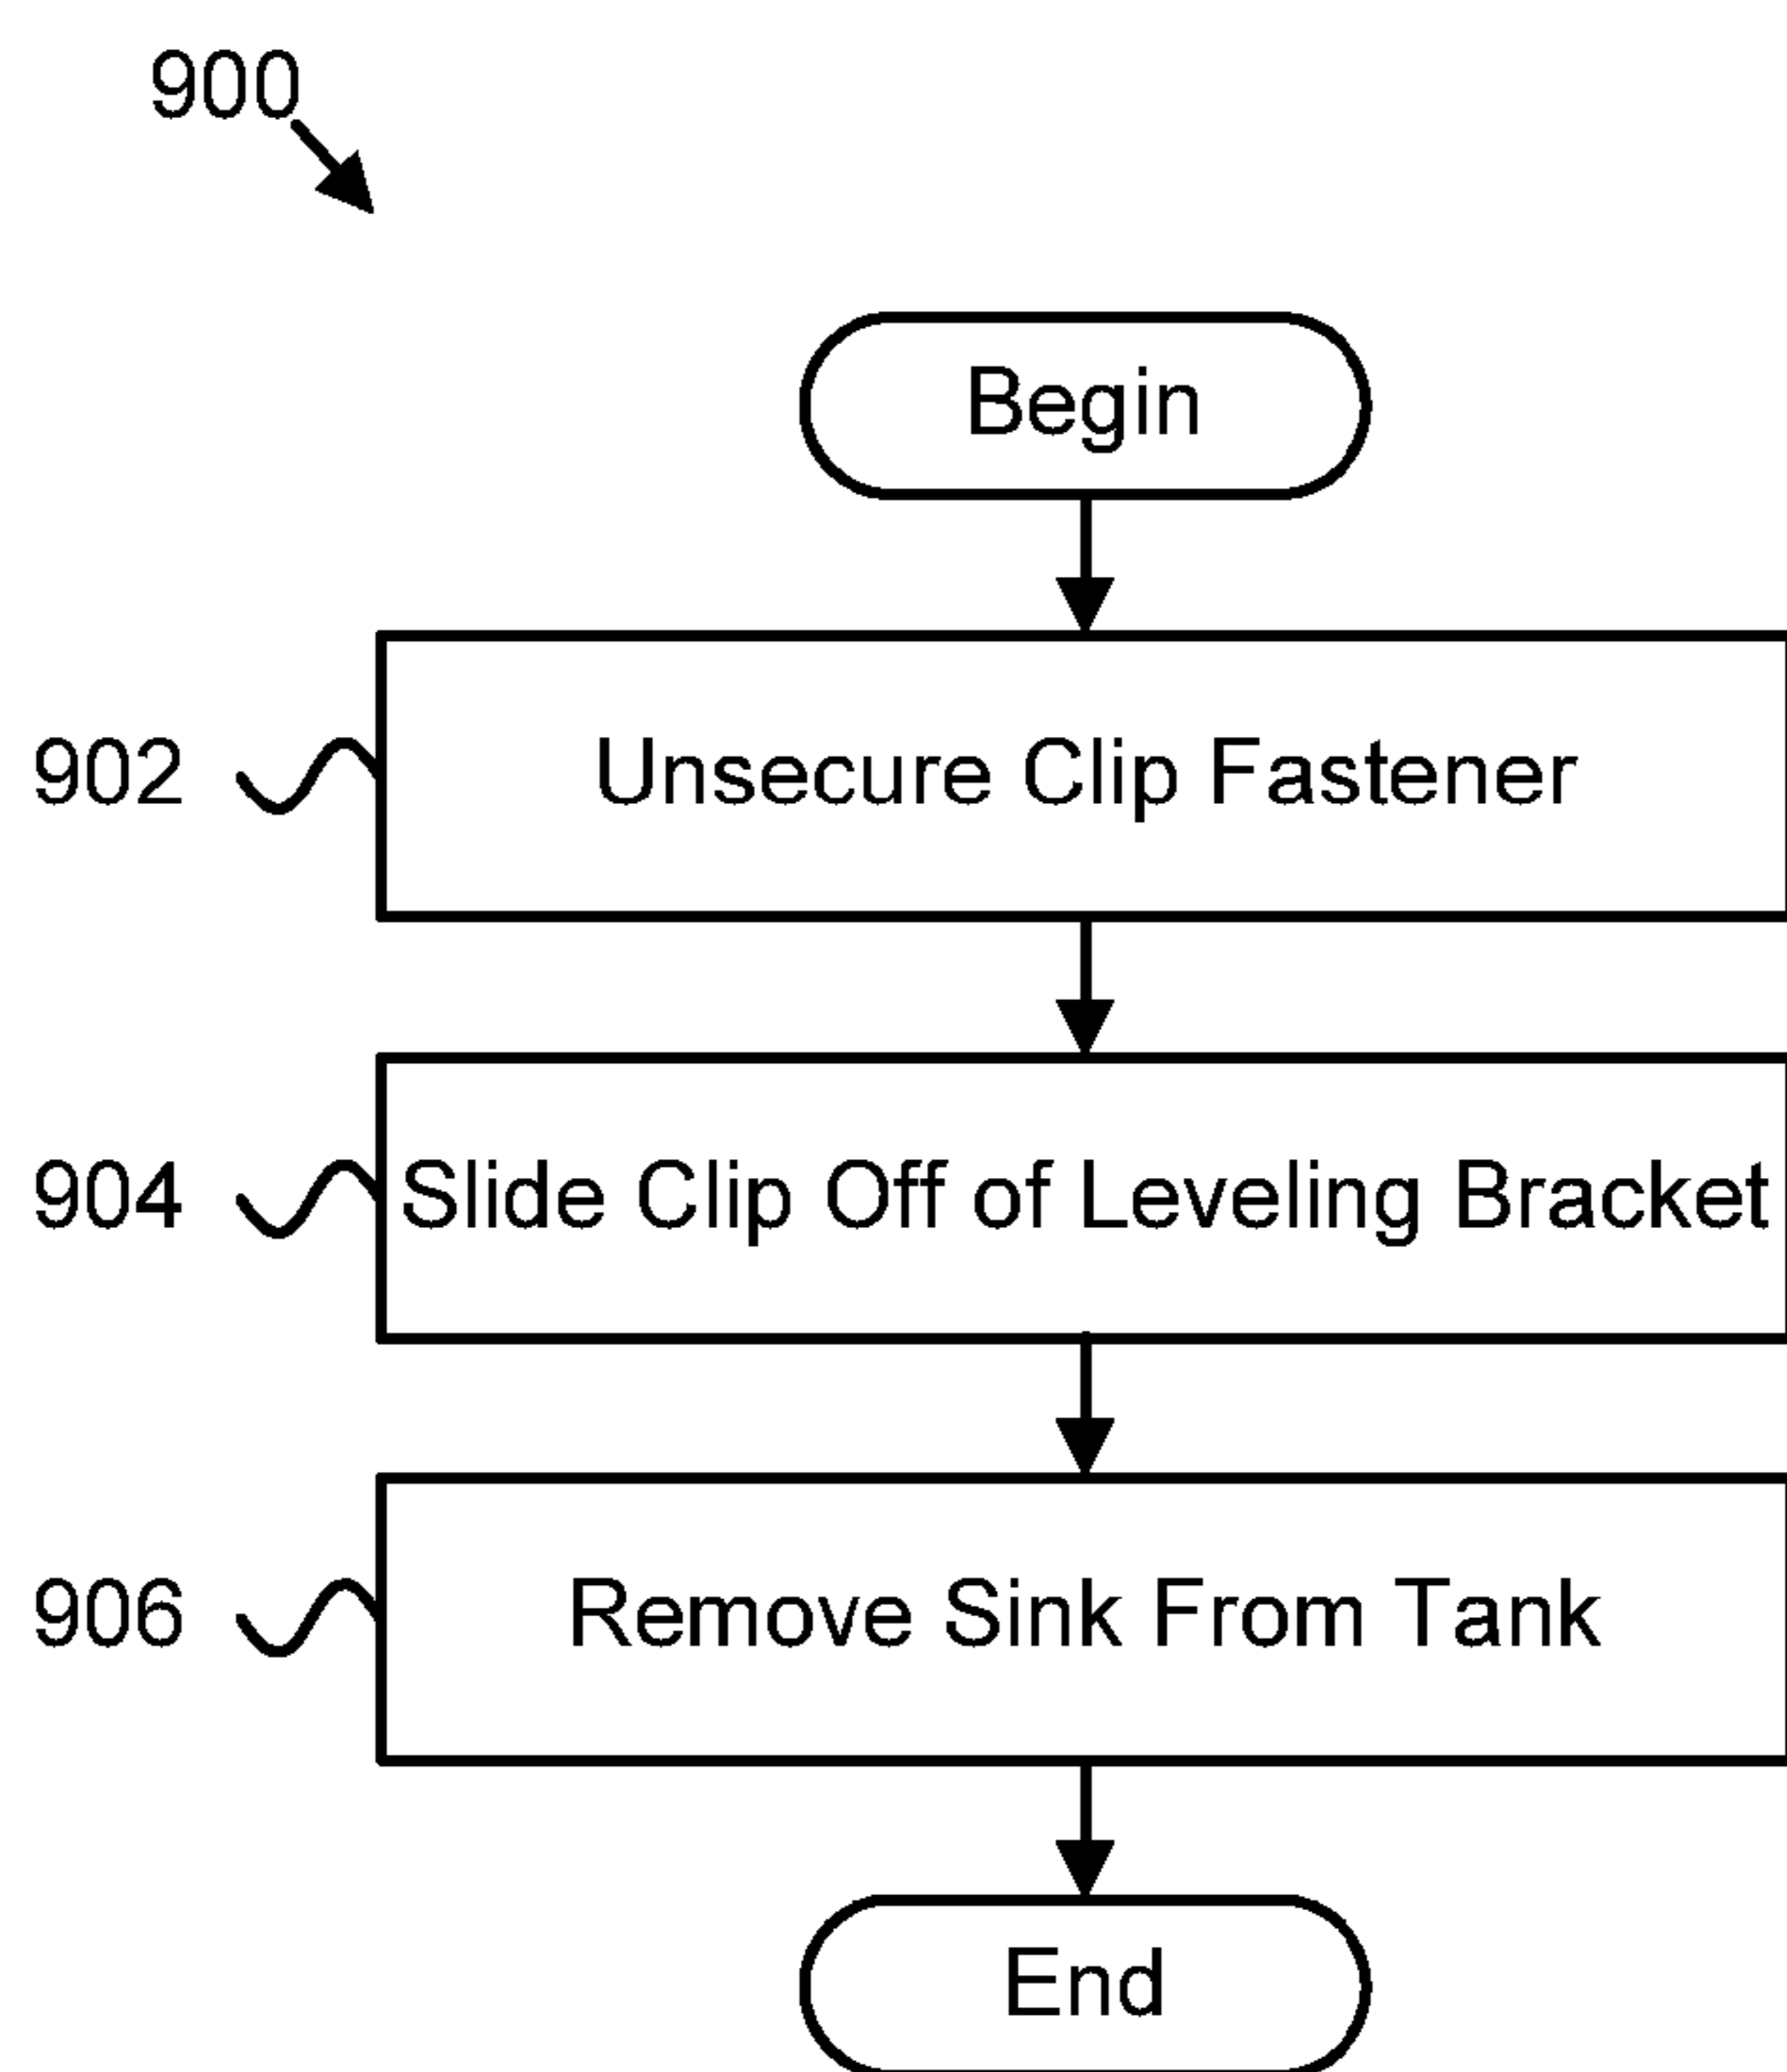 900
Begin
902 Unsecure Clip Fastener
904 Slide Clip Off of Leveling Bracket
906 Remove Sink From Tank
End